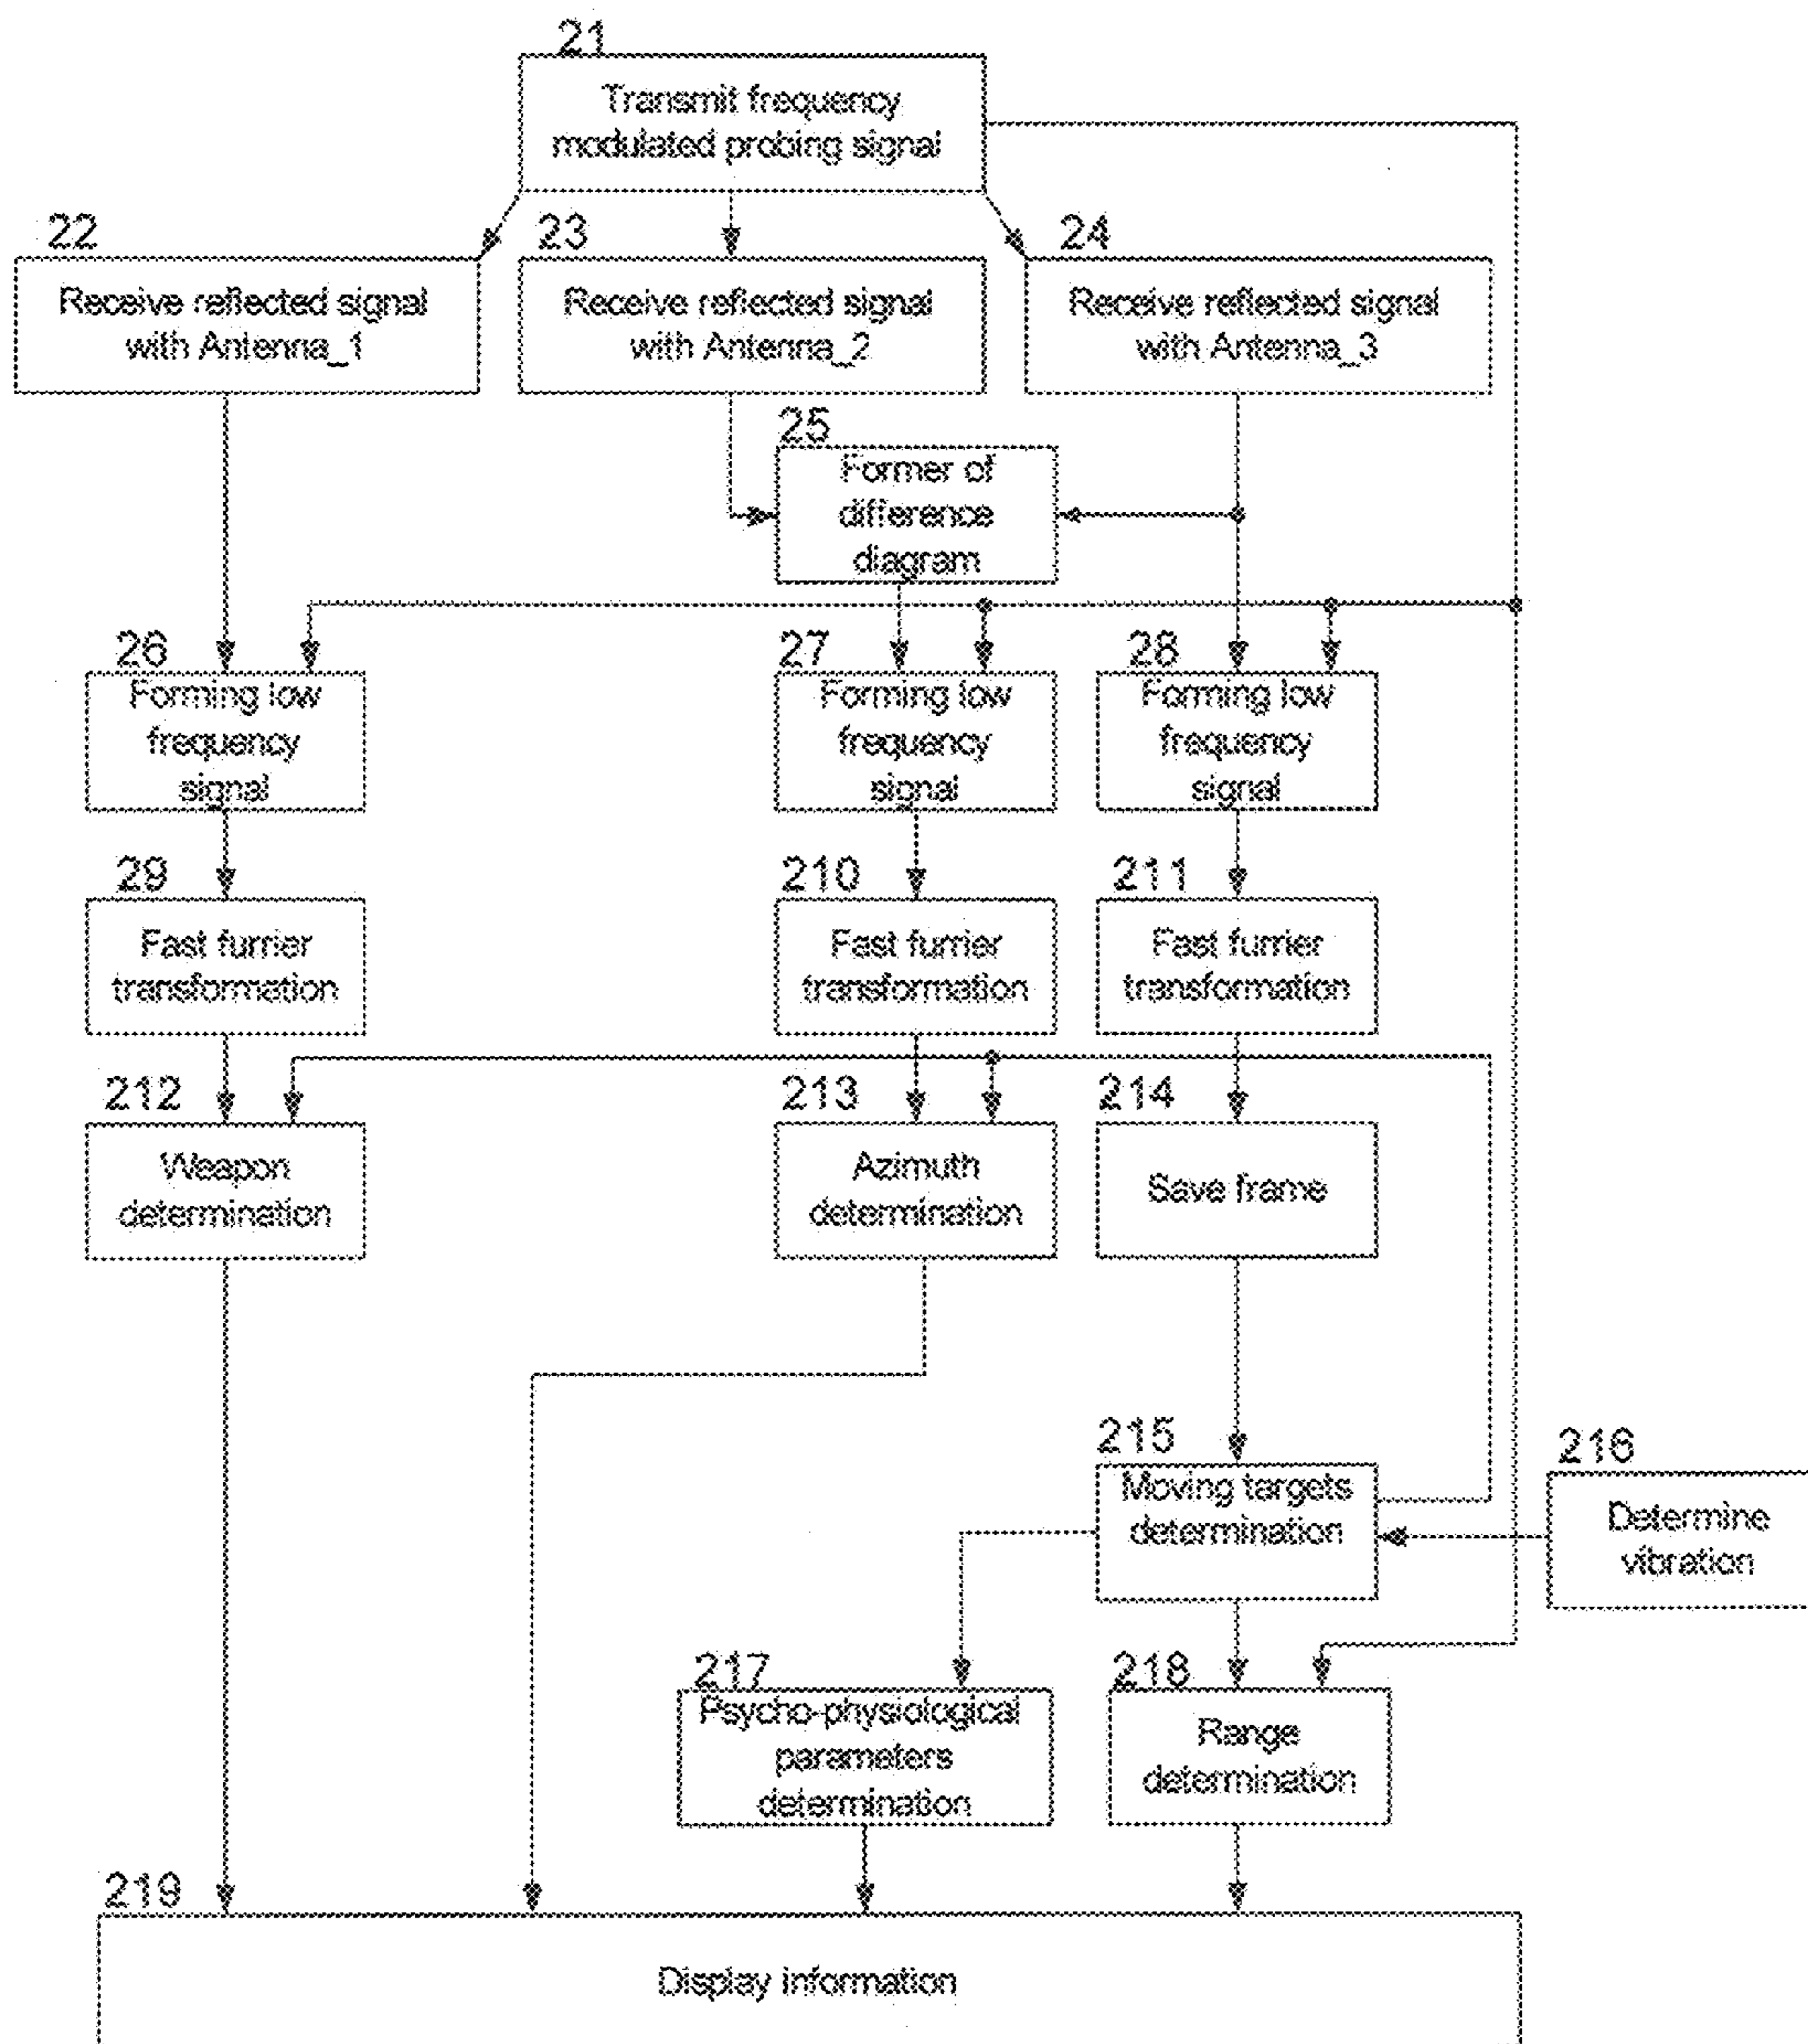 21
Transmit frequency
modulated probing signal
22
23
24
Receive reflected signal
with Antenna_1
Receive reflected signal
with Antenna_2
Receive reflected signal
with Antenna_3
25
Former of
difference
diagram
26
27
28
Forming low
frequency
signal
Forming low
frequency
signal
Forming low
frequency
signal
29
210
211
Fast furrier
transformation
Fast furrier
transformation
Fast furrier
transformation
212
213
214
Weapon
determination
Azimuth
determination
Save frame
215
216
Moving targets
determination
Determine
vibration
217
218
Psycho-physiological
parameters
determination
Range
determination
219
Display information